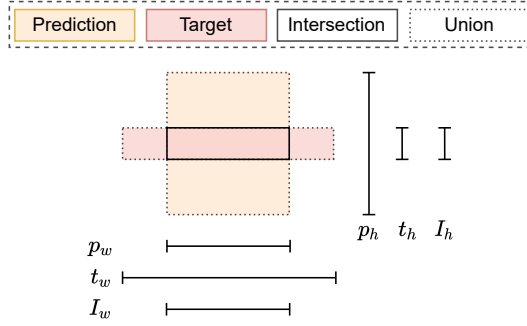 Prediction Target Intersection Union
p_h t_h I_h
p_w
t_w
I_w